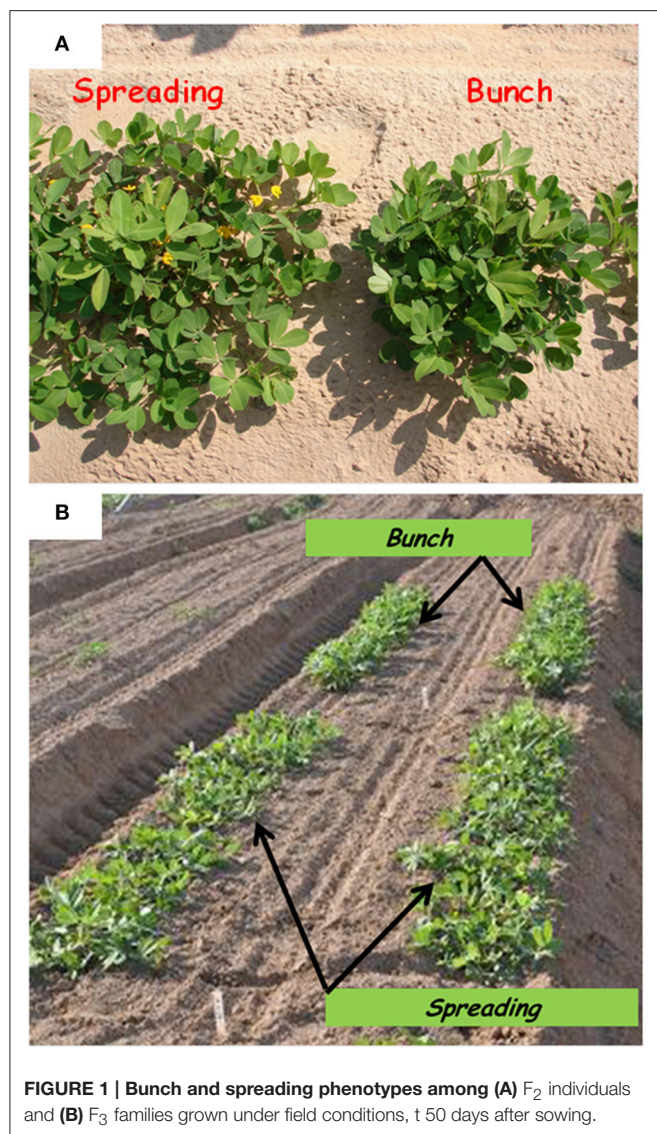 A
Spreading
Bunch
B
Bunch
Spreading
FIGURE 1 | Bunch and spreading phenotypes among (A) F₂ individuals
and (B) F₃ families grown under field conditions, t 50 days after sowing.